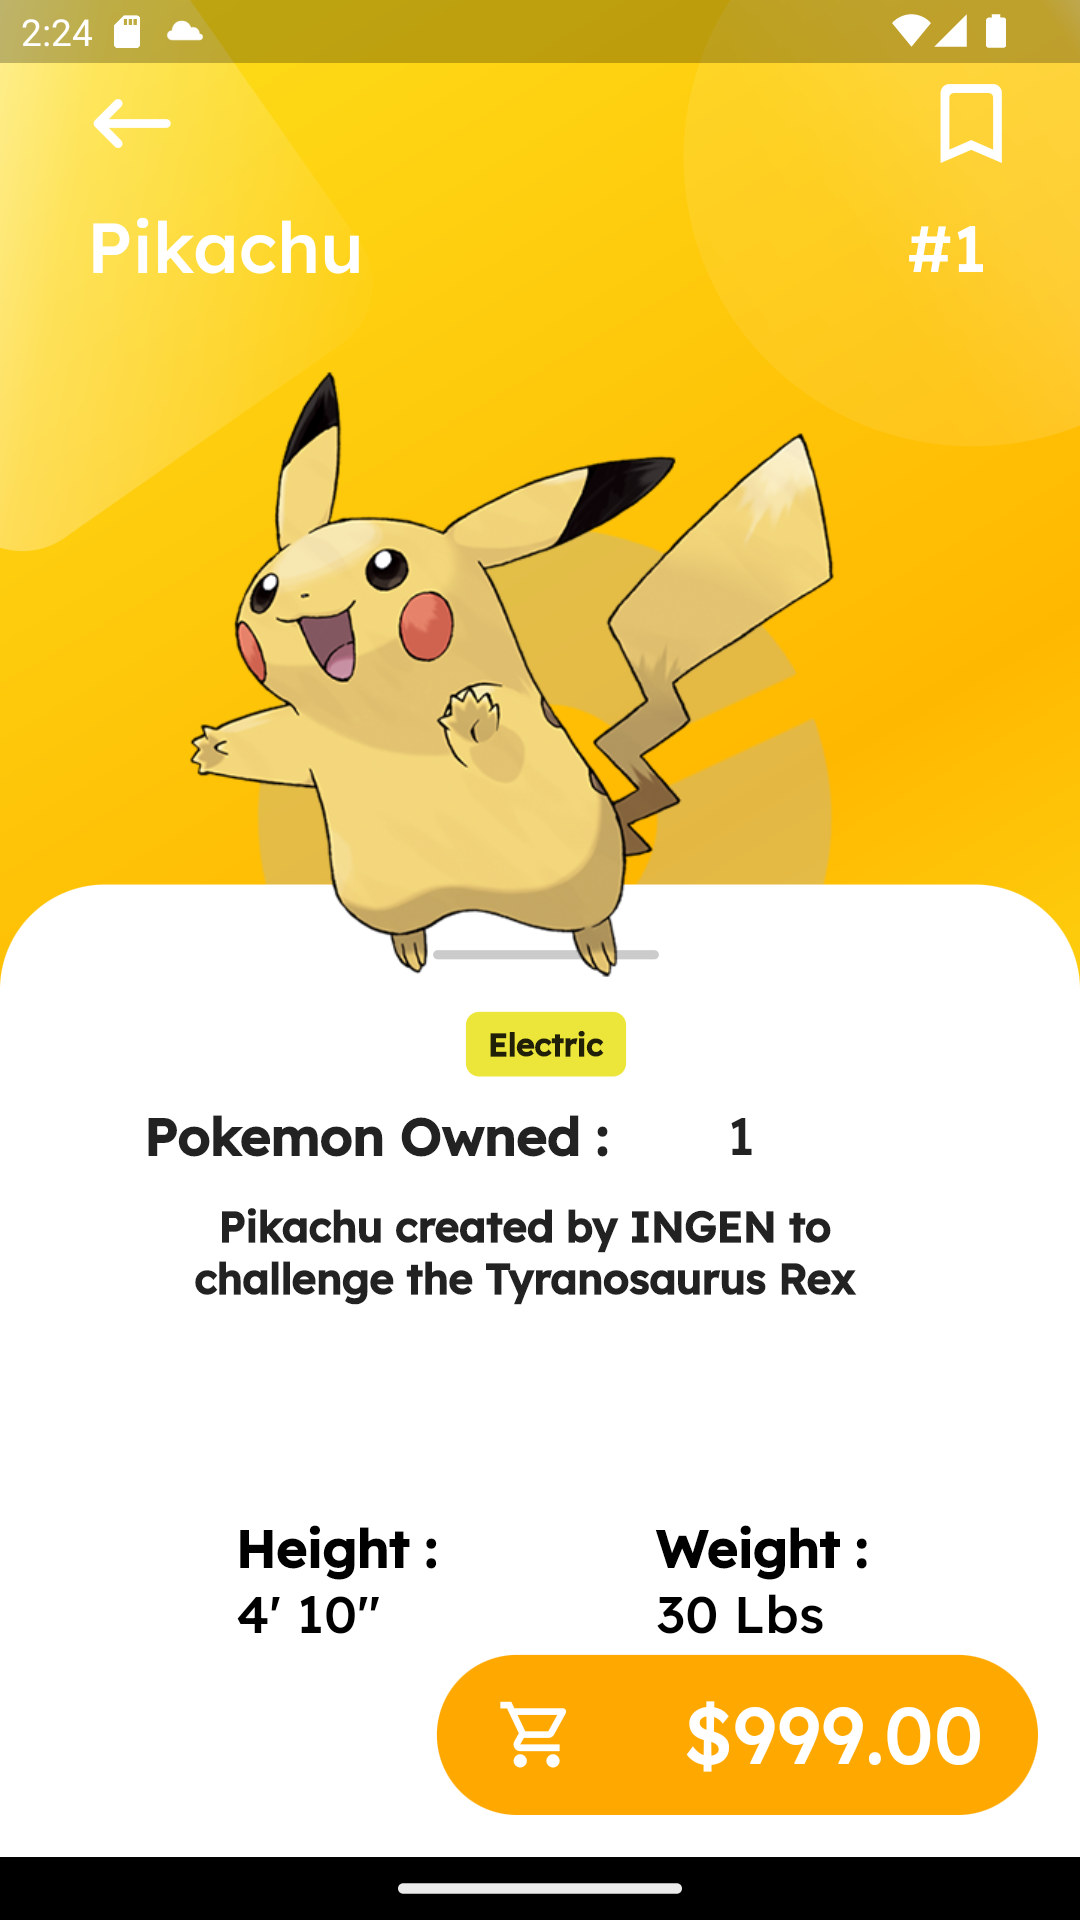 2:24
Pikachu
#1
Electric
Pokemon Owned : 1
Pikachu created by INGEN to
challenge the Tyranosaurus Rex
Height : Weight :
4' 10" 30 Lbs
$999.00